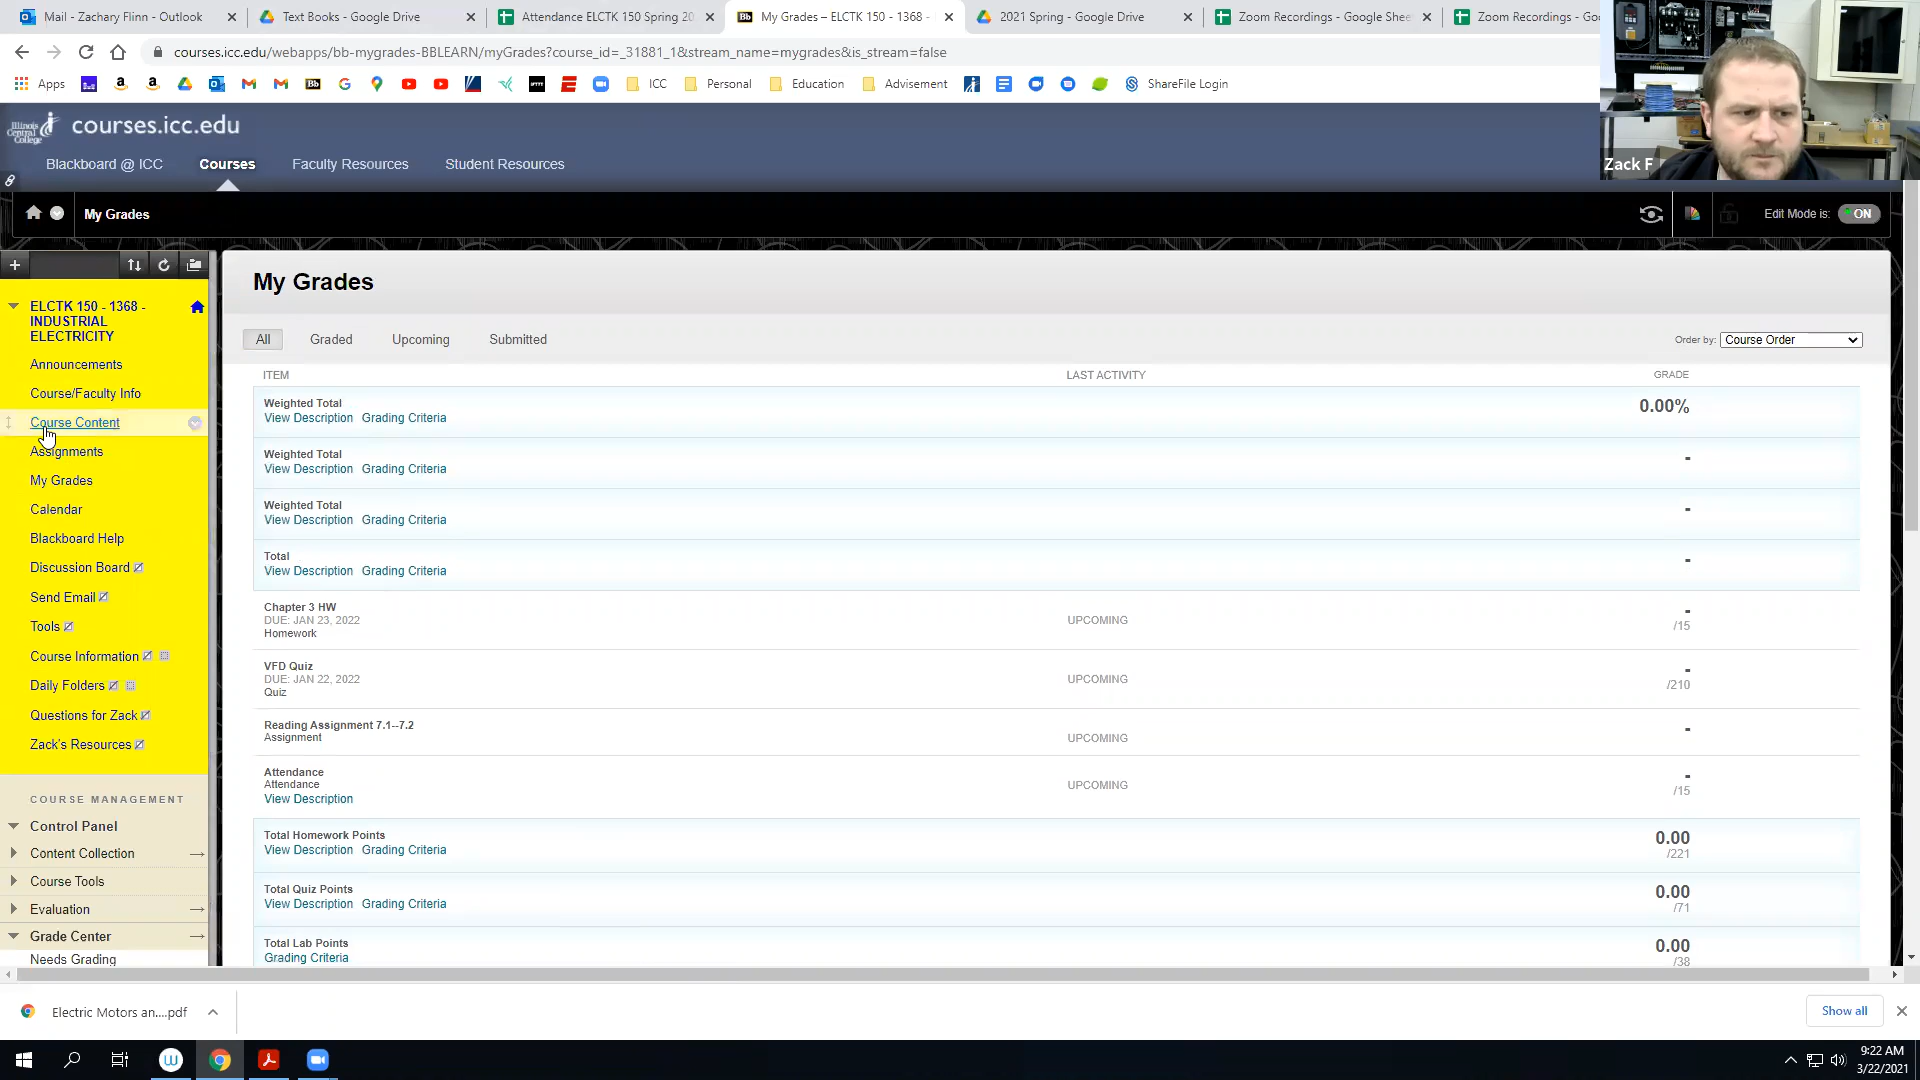 Mail - Zachary Flinn - Outlook
Text Books - Google Drive
Attendance ELCTK 150 Spring 20
My Grades – ELCTK 150 - 1368 -
2021 Spring - Google Drive
Zoom Recordings - Google Shee
Zoom Recordings - Go
courses.icc.edu/webapps/bb-mygrades-BBLEARN/myGrades?course_id=_31881_1&stream_name=mygrades&is_stream=false
Apps
Bb
ICC
Personal
Education
Advisement
ShareFile Login
Illinois Central College
courses.icc.edu
Blackboard @ ICC
Courses
Faculty Resources
Student Resources
Zack F
My Grades
Edit Mode is:
ON
ELCTK 150 - 1368 -
INDUSTRIAL
ELECTRICITY
Announcements
Course/Faculty Info
Course Content
Assignments
My Grades
Calendar
Blackboard Help
Discussion Board
Send Email
Tools
Course Information
Daily Folders
Questions for Zack
Zack's Resources
COURSE MANAGEMENT
Control Panel
Content Collection
Course Tools
Evaluation
Grade Center
Needs Grading
My Grades
All
Graded
Upcoming
Submitted
Order by:
Course Order
ITEM
LAST ACTIVITY
GRADE
Weighted Total
View Description Grading Criteria
0.00%
Weighted Total
View Description Grading Criteria
-
Weighted Total
View Description Grading Criteria
-
Total
View Description Grading Criteria
-
Chapter 3 HW
DUE: JAN 23, 2022
Homework
UPCOMING
-
/15
VFD Quiz
DUE: JAN 22, 2022
Quiz
UPCOMING
-
/210
Reading Assignment 7.1--7.2
Assignment
UPCOMING
-
Attendance
Attendance
View Description
UPCOMING
-
/15
Total Homework Points
View Description Grading Criteria
0.00
/221
Total Quiz Points
View Description Grading Criteria
0.00
/71
Total Lab Points
Grading Criteria
0.00
/38
Electric Motors an....pdf
Show all
9:22 AM
3/22/2021